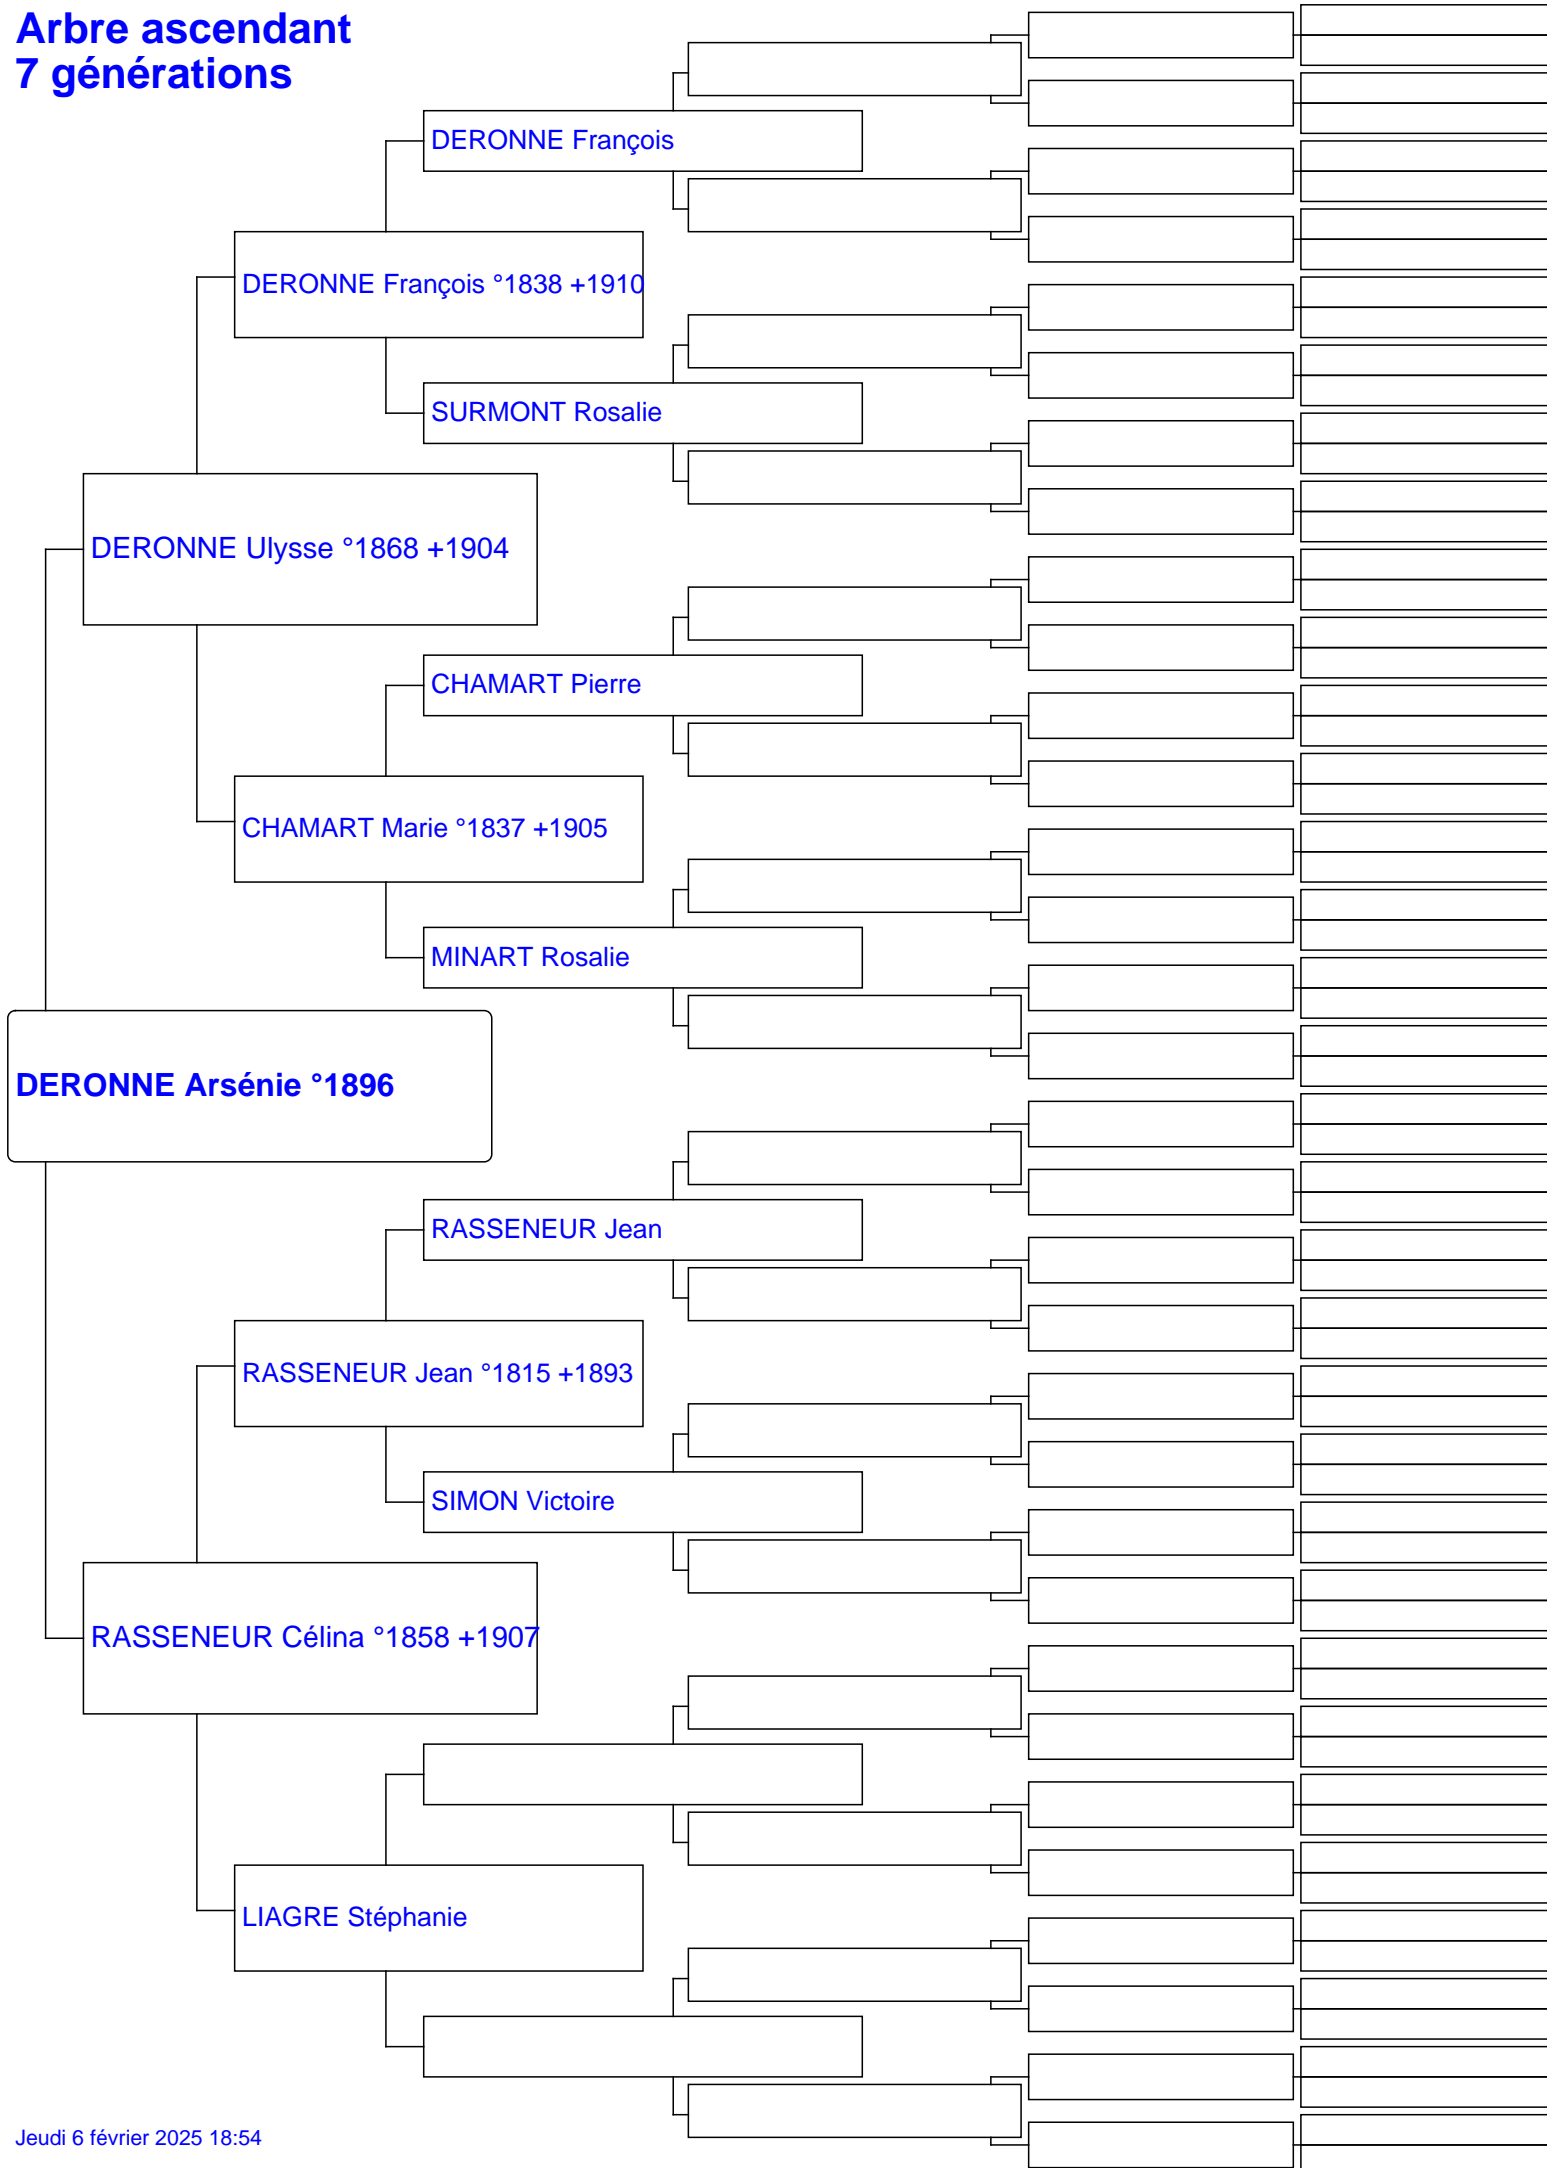 Arbre ascendant
7 générations
DERONNE François
DERONNE François °1838 +1910
SURMONT Rosalie
DERONNE Ulysse °1868 +1904
CHAMART Pierre
CHAMART Marie °1837 +1905
MINART Rosalie
DERONNE Arsénie °1896
RASSENEUR Jean
RASSENEUR Jean °1815 +1893
SIMON Victoire
RASSENEUR Célina °1858 +1907
LIAGRE Stéphanie
Jeudi 6 février 2025 18:54